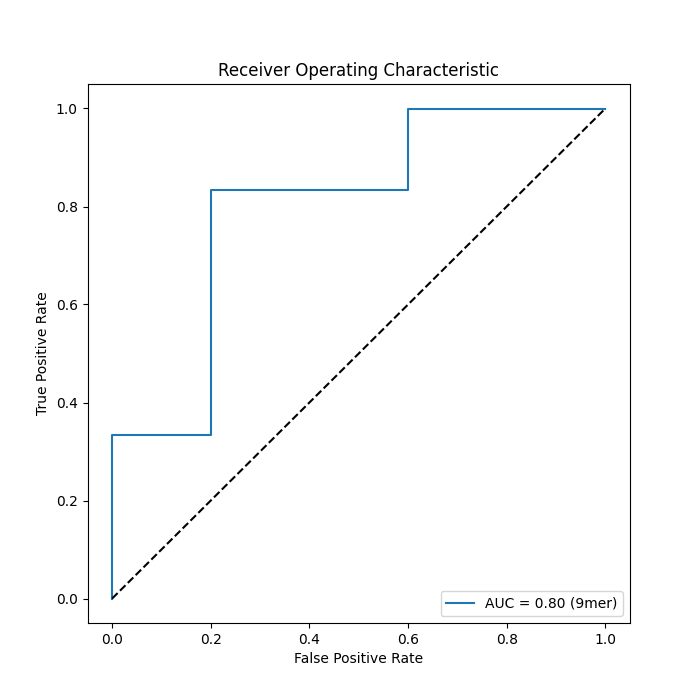 Receiver Operating Characteristic
True Positive Rate
1.0
0.8
0.6
0.4
0.2
0.0
AUC = 0.80 (9mer)
0.0 0.2 0.4 0.6 0.8 1.0
False Positive Rate